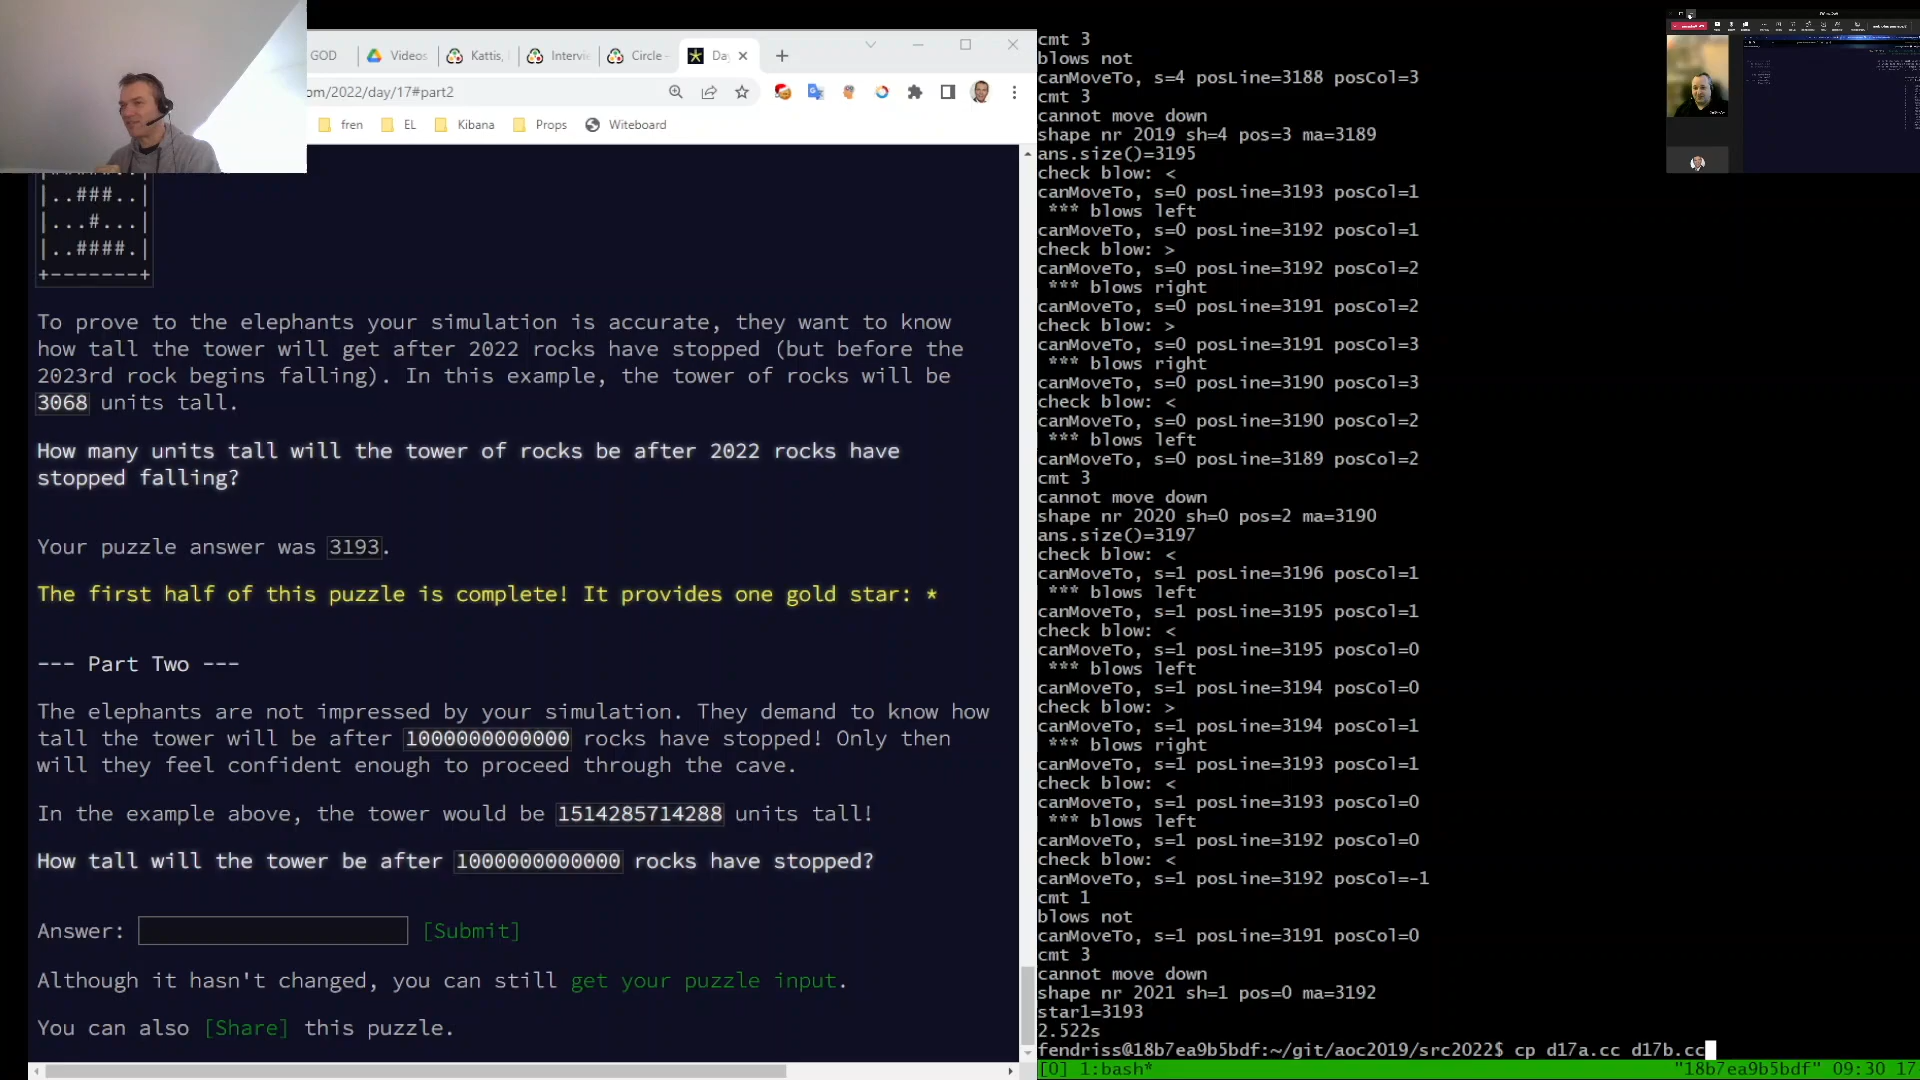 GOD
Videos
Kattis,
Intervie
Circle -
Da
om/2022/day/17#part2
fren
EL
Kibana
Props
Witeboard
|..###..|
|...#...|
|..####.|
+-------+
To prove to the elephants your simulation is accurate, they want to know
how tall the tower will get after 2022 rocks have stopped (but before the
2023rd rock begins falling). In this example, the tower of rocks will be
3068 units tall.
How many units tall will the tower of rocks be after 2022 rocks have
stopped falling?
Your puzzle answer was 3193.
The first half of this puzzle is complete! It provides one gold star: *
--- Part Two ---
The elephants are not impressed by your simulation. They demand to know how
tall the tower will be after 1000000000000 rocks have stopped! Only then
will they feel confident enough to proceed through the cave.
In the example above, the tower would be 1514285714288 units tall!
How tall will the tower be after 1000000000000 rocks have stopped?
Answer: [Submit]
Although it hasn't changed, you can still get your puzzle input.
You can also [Share] this puzzle.
cmt 3
blows not
canMoveTo, s=4 posLine=3188 posCol=3
cmt 3
cannot move down
shape nr 2019 sh=4 pos=3 ma=3189
ans.size()=3195
check blow: <
canMoveTo, s=0 posLine=3193 posCol=1
*** blows left
canMoveTo, s=0 posLine=3192 posCol=1
check blow: >
canMoveTo, s=0 posLine=3192 posCol=2
*** blows right
canMoveTo, s=0 posLine=3191 posCol=2
check blow: >
canMoveTo, s=0 posLine=3191 posCol=3
*** blows right
canMoveTo, s=0 posLine=3190 posCol=3
check blow: <
canMoveTo, s=0 posLine=3190 posCol=2
*** blows left
canMoveTo, s=0 posLine=3189 posCol=2
cmt 3
cannot move down
shape nr 2020 sh=0 pos=2 ma=3190
ans.size()=3197
check blow: <
canMoveTo, s=1 posLine=3196 posCol=1
*** blows left
canMoveTo, s=1 posLine=3195 posCol=1
check blow: <
canMoveTo, s=1 posLine=3195 posCol=0
*** blows left
canMoveTo, s=1 posLine=3194 posCol=0
check blow: >
canMoveTo, s=1 posLine=3194 posCol=1
*** blows right
canMoveTo, s=1 posLine=3193 posCol=1
check blow: <
canMoveTo, s=1 posLine=3193 posCol=0
*** blows left
canMoveTo, s=1 posLine=3192 posCol=0
check blow: <
canMoveTo, s=1 posLine=3192 posCol=-1
cmt 1
blows not
canMoveTo, s=1 posLine=3191 posCol=0
cmt 3
cannot move down
shape nr 2021 sh=1 pos=0 ma=3192
star1=3193
2.522s
fendriss@18b7ea9b5bdf:~/git/aoc2019/src2022$ cp d17a.cc d17b.cc
[0] 1:bash* "18b7ea9b5bdf" 09:30 17